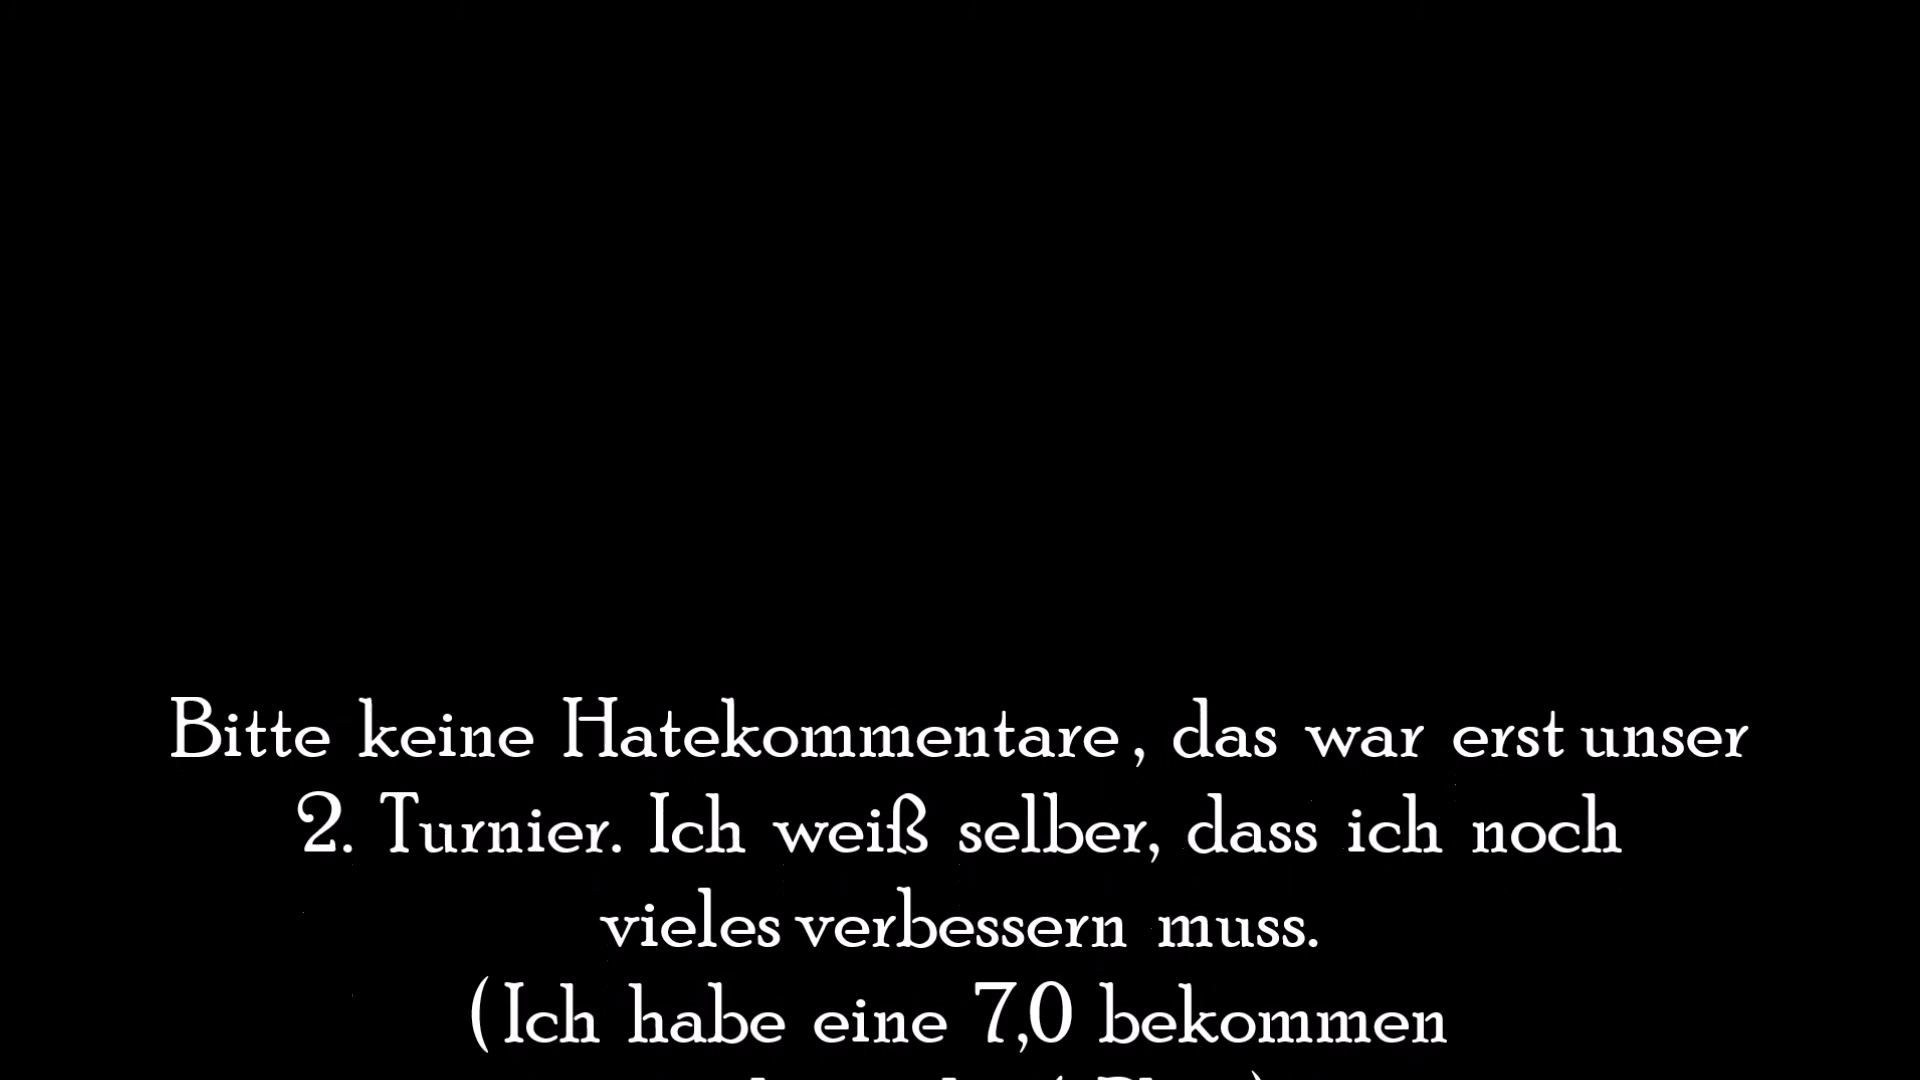 Bitte keine Hatekommentare, das war erst unser
2. Turnier. Ich weiß selber, dass ich noch
vieles verbessern muss.
(Ich habe eine 7,0 bekommen